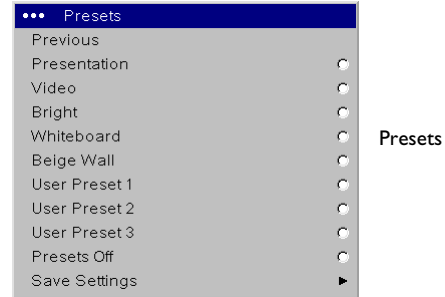 ••• Presets
Previous
Presentation
Video
Bright
Whiteboard
Beige Wall
User Preset 1
User Preset 2
User Preset 3
Presets Off
Save Settings
Presets